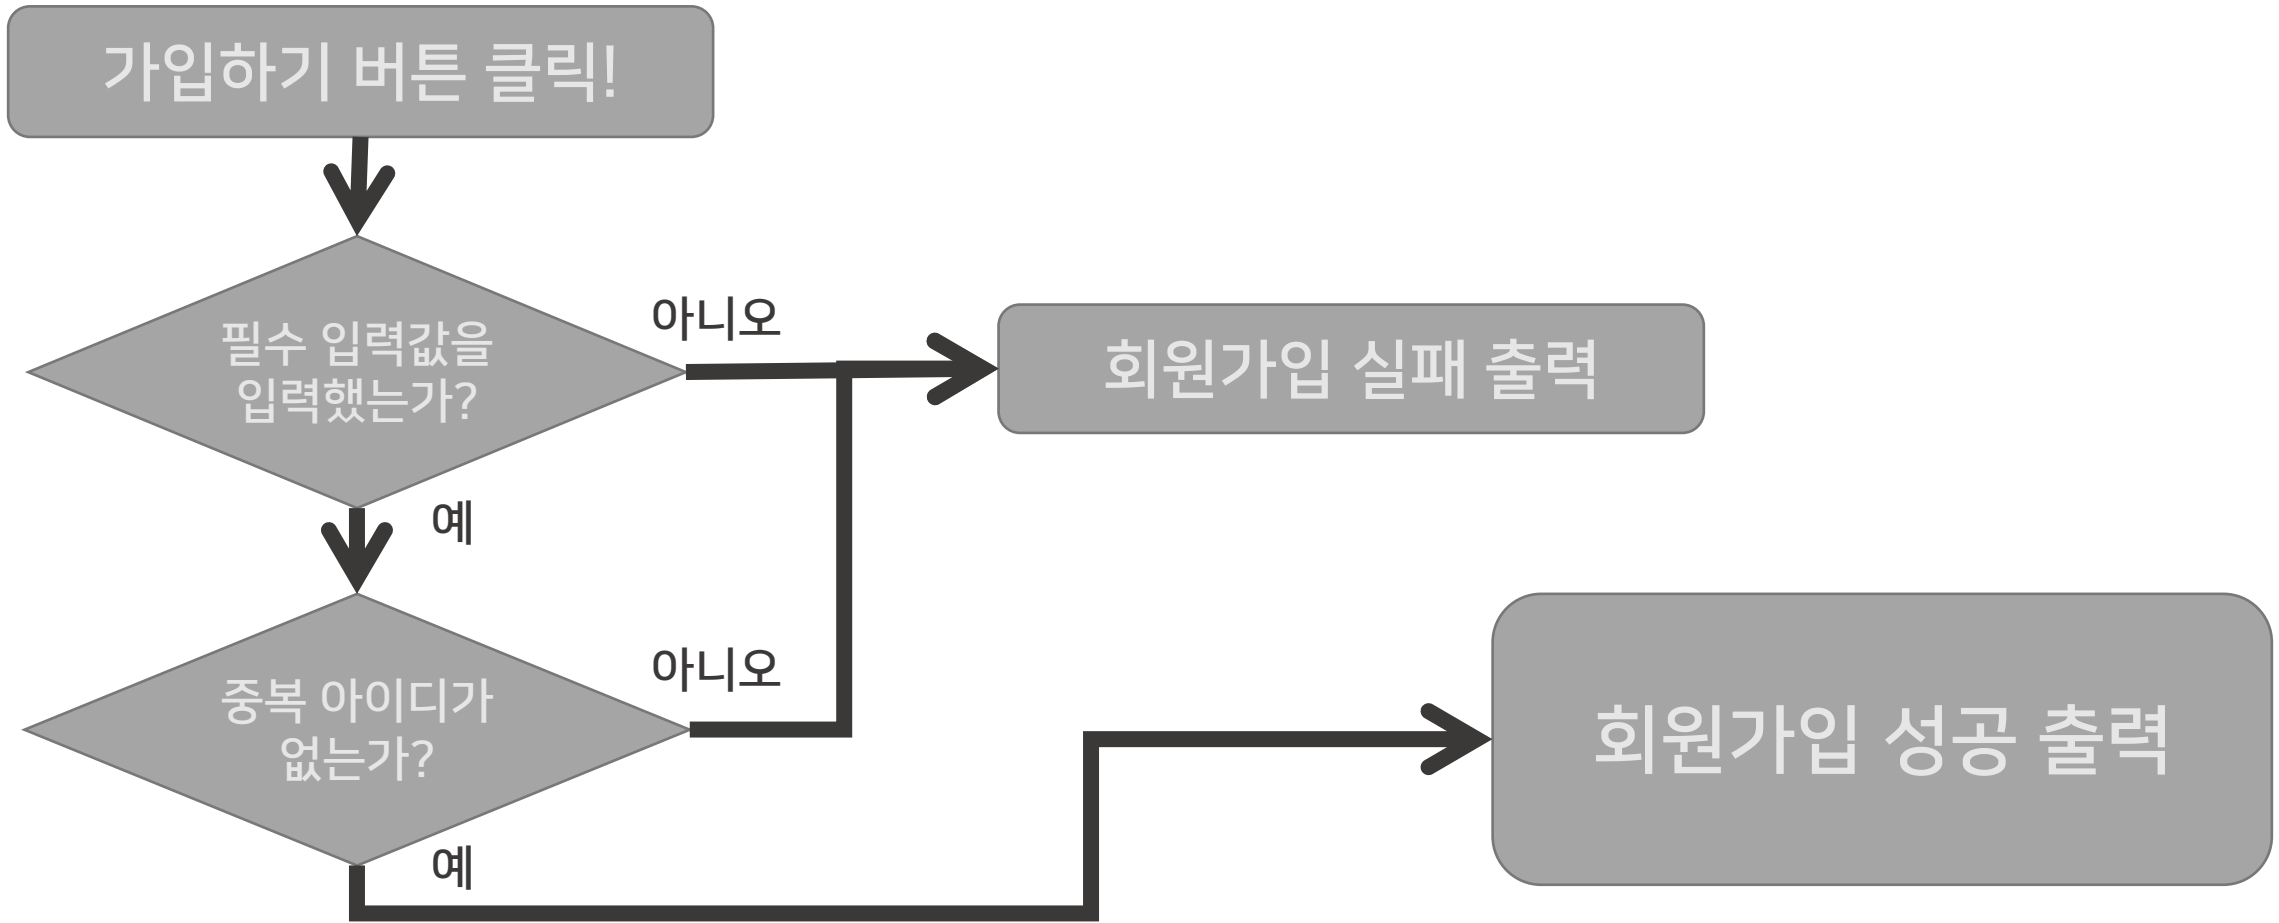 가입하기 버튼 클릭!
필수 입력값을
입력했는가?
아니오
회원가입 실패 출력
예
중복 아이디가
없는가?
아니오
회원가입 성공 출력
예